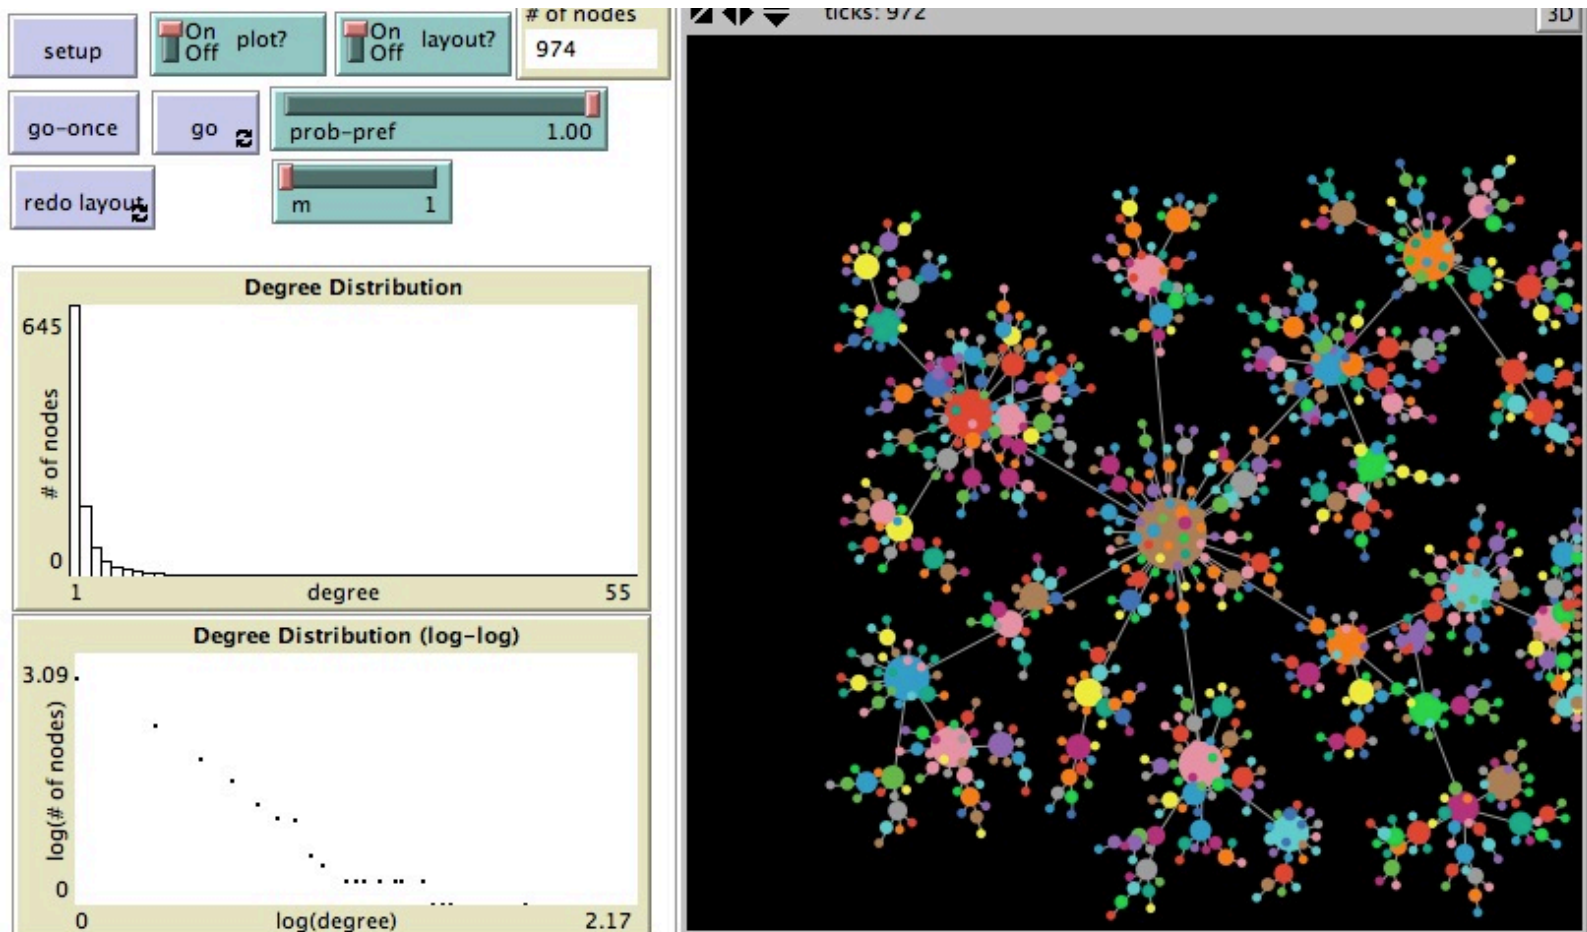 setup
On
Off
plot?
On
Off
layout?
# of nodes
974
go-once
go
prob-pref
1.00
redo layout
m
1
Degree Distribution
645
# of nodes
0
1
degree
55
Degree Distribution (log-log)
3.09
log(# of nodes)
0
0
log(degree)
2.17
ticks: 972
3D